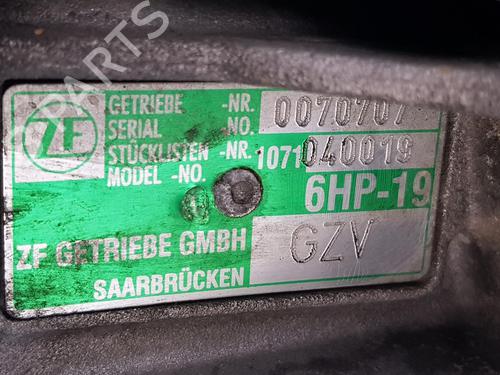 PARTS
ZF
GETRIEBE -NR. 0070707
SERIAL -NO.
STÜCKLISTEN -NR. 1071 040019
MODEL -NO.
6HP-19
ZF GETRIEBE GMBH GZV
SAARBRÜCKEN